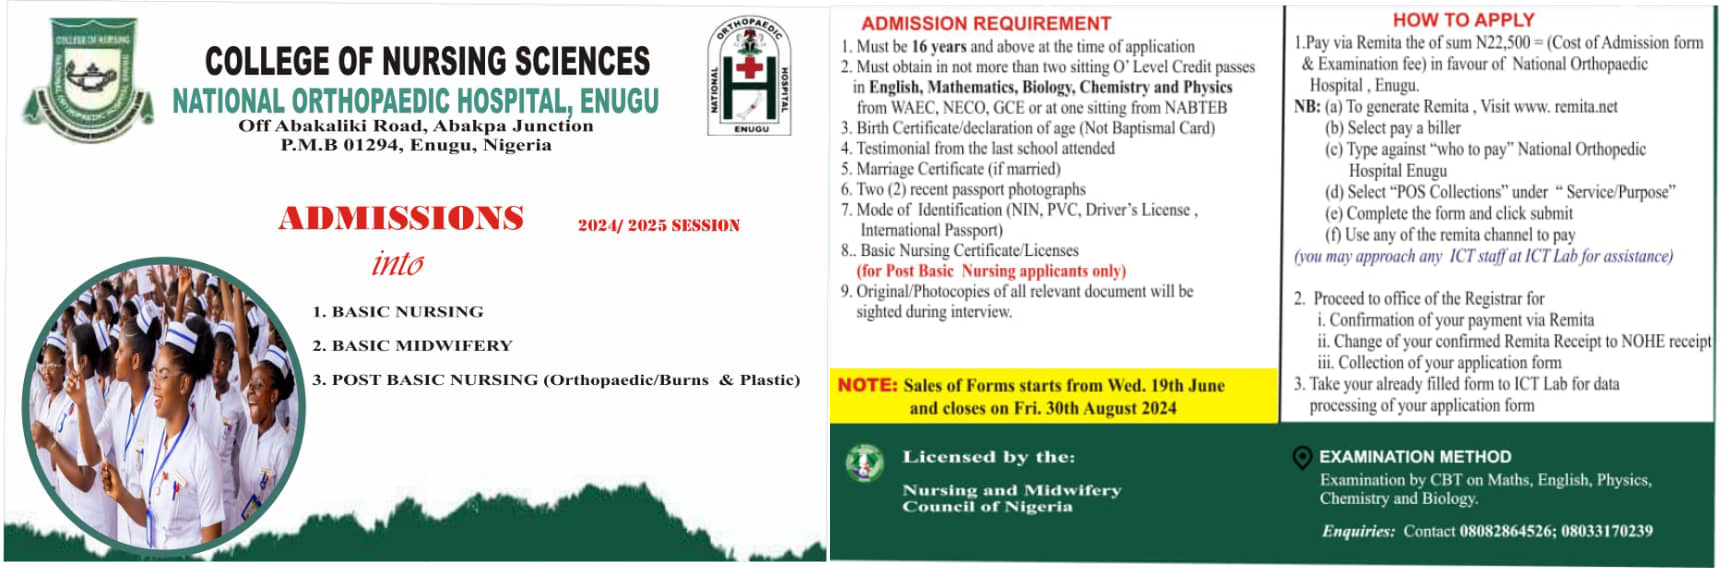 COLLEGE OF NURSING
NATIONAL ORTHOPAEDIC HOSPITAL ENUGU
COLLEGE OF NURSING SCIENCES
NATIONAL ORTHOPAEDIC HOSPITAL, ENUGU
Off Abakaliki Road, Abakpa Junction
P.M.B 01294, Enugu, Nigeria
NATIONAL ORTHOPAEDIC HOSPITAL
ENUGU
ADMISSIONS 2024/ 2025 SESSION
into
1. BASIC NURSING
2. BASIC MIDWIFERY
3. POST BASIC NURSING (Orthopaedic/Burns & Plastic)
ADMISSION REQUIREMENT
1. Must be 16 years and above at the time of application
2. Must obtain in not more than two sitting O' Level Credit passes
in English, Mathematics, Biology, Chemistry and Physics
from WAEC, NECO, GCE or at one sitting from NABTEB
3. Birth Certificate/declaration of age (Not Baptismal Card)
4. Testimonial from the last school attended
5. Marriage Certificate (if married)
6. Two (2) recent passport photographs
7. Mode of Identification (NIN, PVC, Driver's License ,
International Passport)
8.. Basic Nursing Certificate/Licenses
(for Post Basic Nursing applicants only)
9. Original/Photocopies of all relevant document will be
sighted during interview.
NOTE: Sales of Forms starts from Wed. 19th June
and closes on Fri. 30th August 2024
Licensed by the:
Nursing and Midwifery
Council of Nigeria
HOW TO APPLY
1.Pay via Remita the of sum N22,500 = (Cost of Admission form
& Examination fee) in favour of National Orthopaedic
Hospital , Enugu.
NB: (a) To generate Remita , Visit www. remita.net
(b) Select pay a biller
(c) Type against “who to pay” National Orthopedic
Hospital Enugu
(d) Select “POS Collections” under “ Service/Purpose”
(e) Complete the form and click submit
(f) Use any of the remita channel to pay
(you may approach any ICT staff at ICT Lab for assistance)
2. Proceed to office of the Registrar for
i. Confirmation of your payment via Remita
ii. Change of your confirmed Remita Receipt to NOHE receipt
iii. Collection of your application form
3. Take your already filled form to ICT Lab for data
processing of your application form
EXAMINATION METHOD
Examination by CBT on Maths, English, Physics,
Chemistry and Biology.
Enquiries: Contact 08082864526; 08033170239